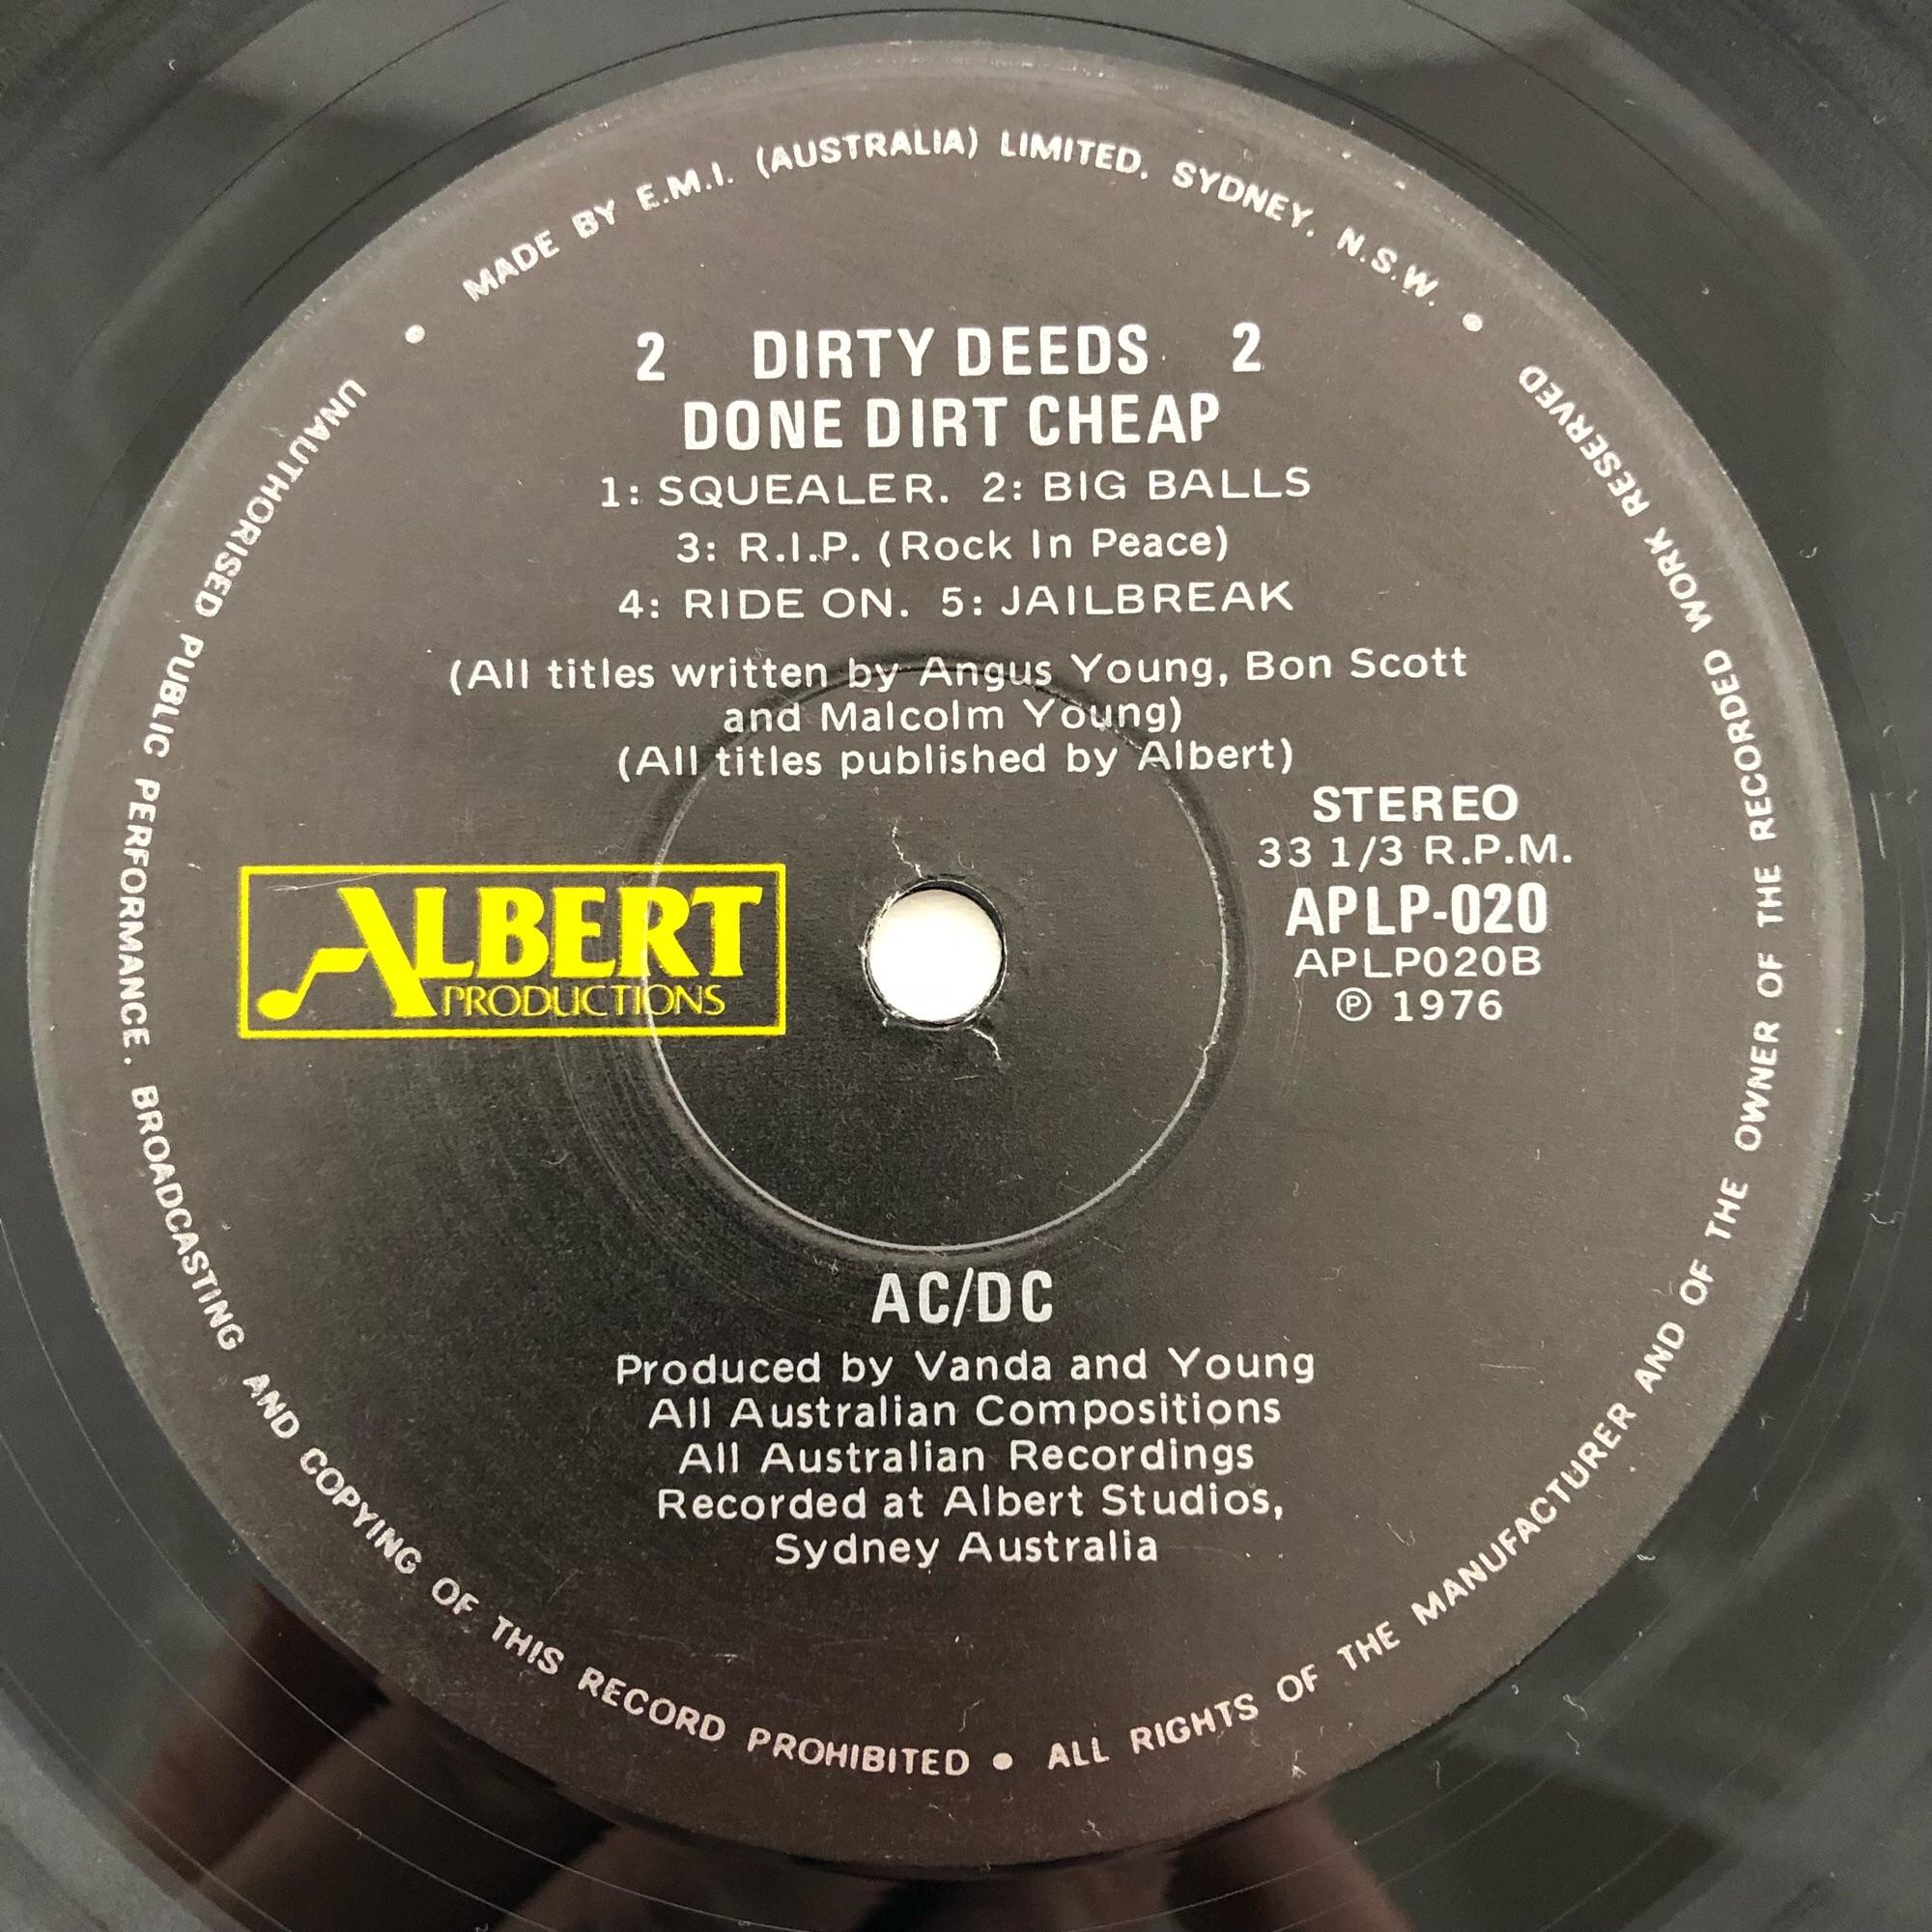 MADE BY E.M.I. (AUSTRALIA) LIMITED, SYDNEY, N.S.W. •
2 DIRTY DEEDS 2
DONE DIRT CHEAP
1: SQUEALER. 2: BIG BALLS
3: R.I.P. (Rock In Peace)
4: RIDE ON. 5: JAILBREAK
(All titles written by Angus Young, Bon Scott
and Malcolm Young)
(All titles published by Albert)
STEREO
33 1/3 R.P.M.
APLP-020
APLP020B
℗ 1976
ALBERT
PRODUCTIONS
AC/DC
Produced by Vanda and Young
All Australian Compositions
All Australian Recordings
Recorded at Albert Studios,
Sydney Australia
• UNAUTHORISED PUBLIC PERFORMANCE. BROADCASTING AND COPYING OF THIS RECORD PROHIBITED • ALL RIGHTS OF THE MANUFACTURER AND OF THE OWNER OF THE RECORDED WORK RESERVED